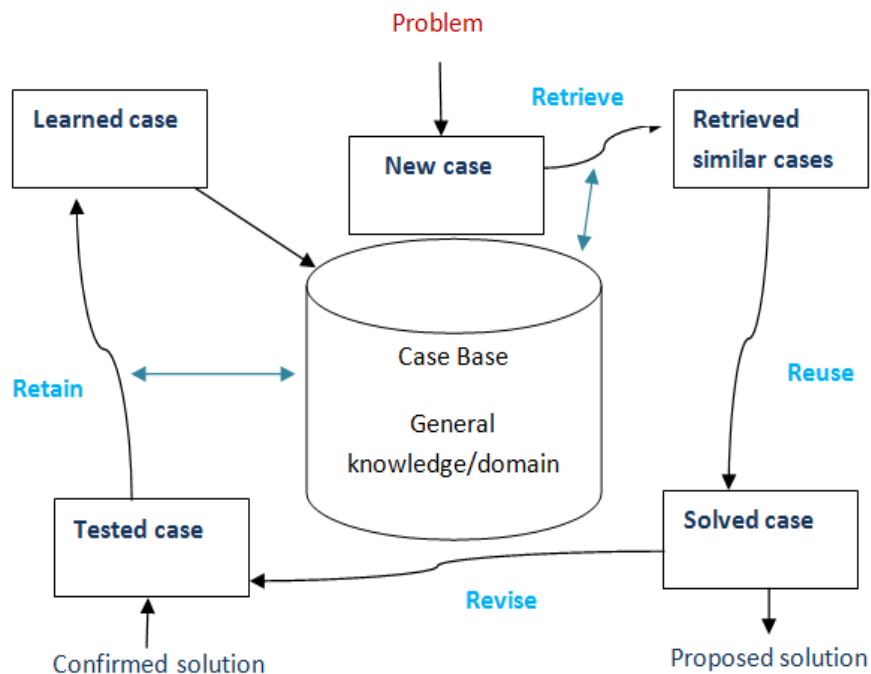 Problem
Retrieve
Learned case
New case
Retrieved
similar cases
Case Base
General
knowledge/domain
Retain
Reuse
Tested case
Solved case
Revise
Confirmed solution
Proposed solution